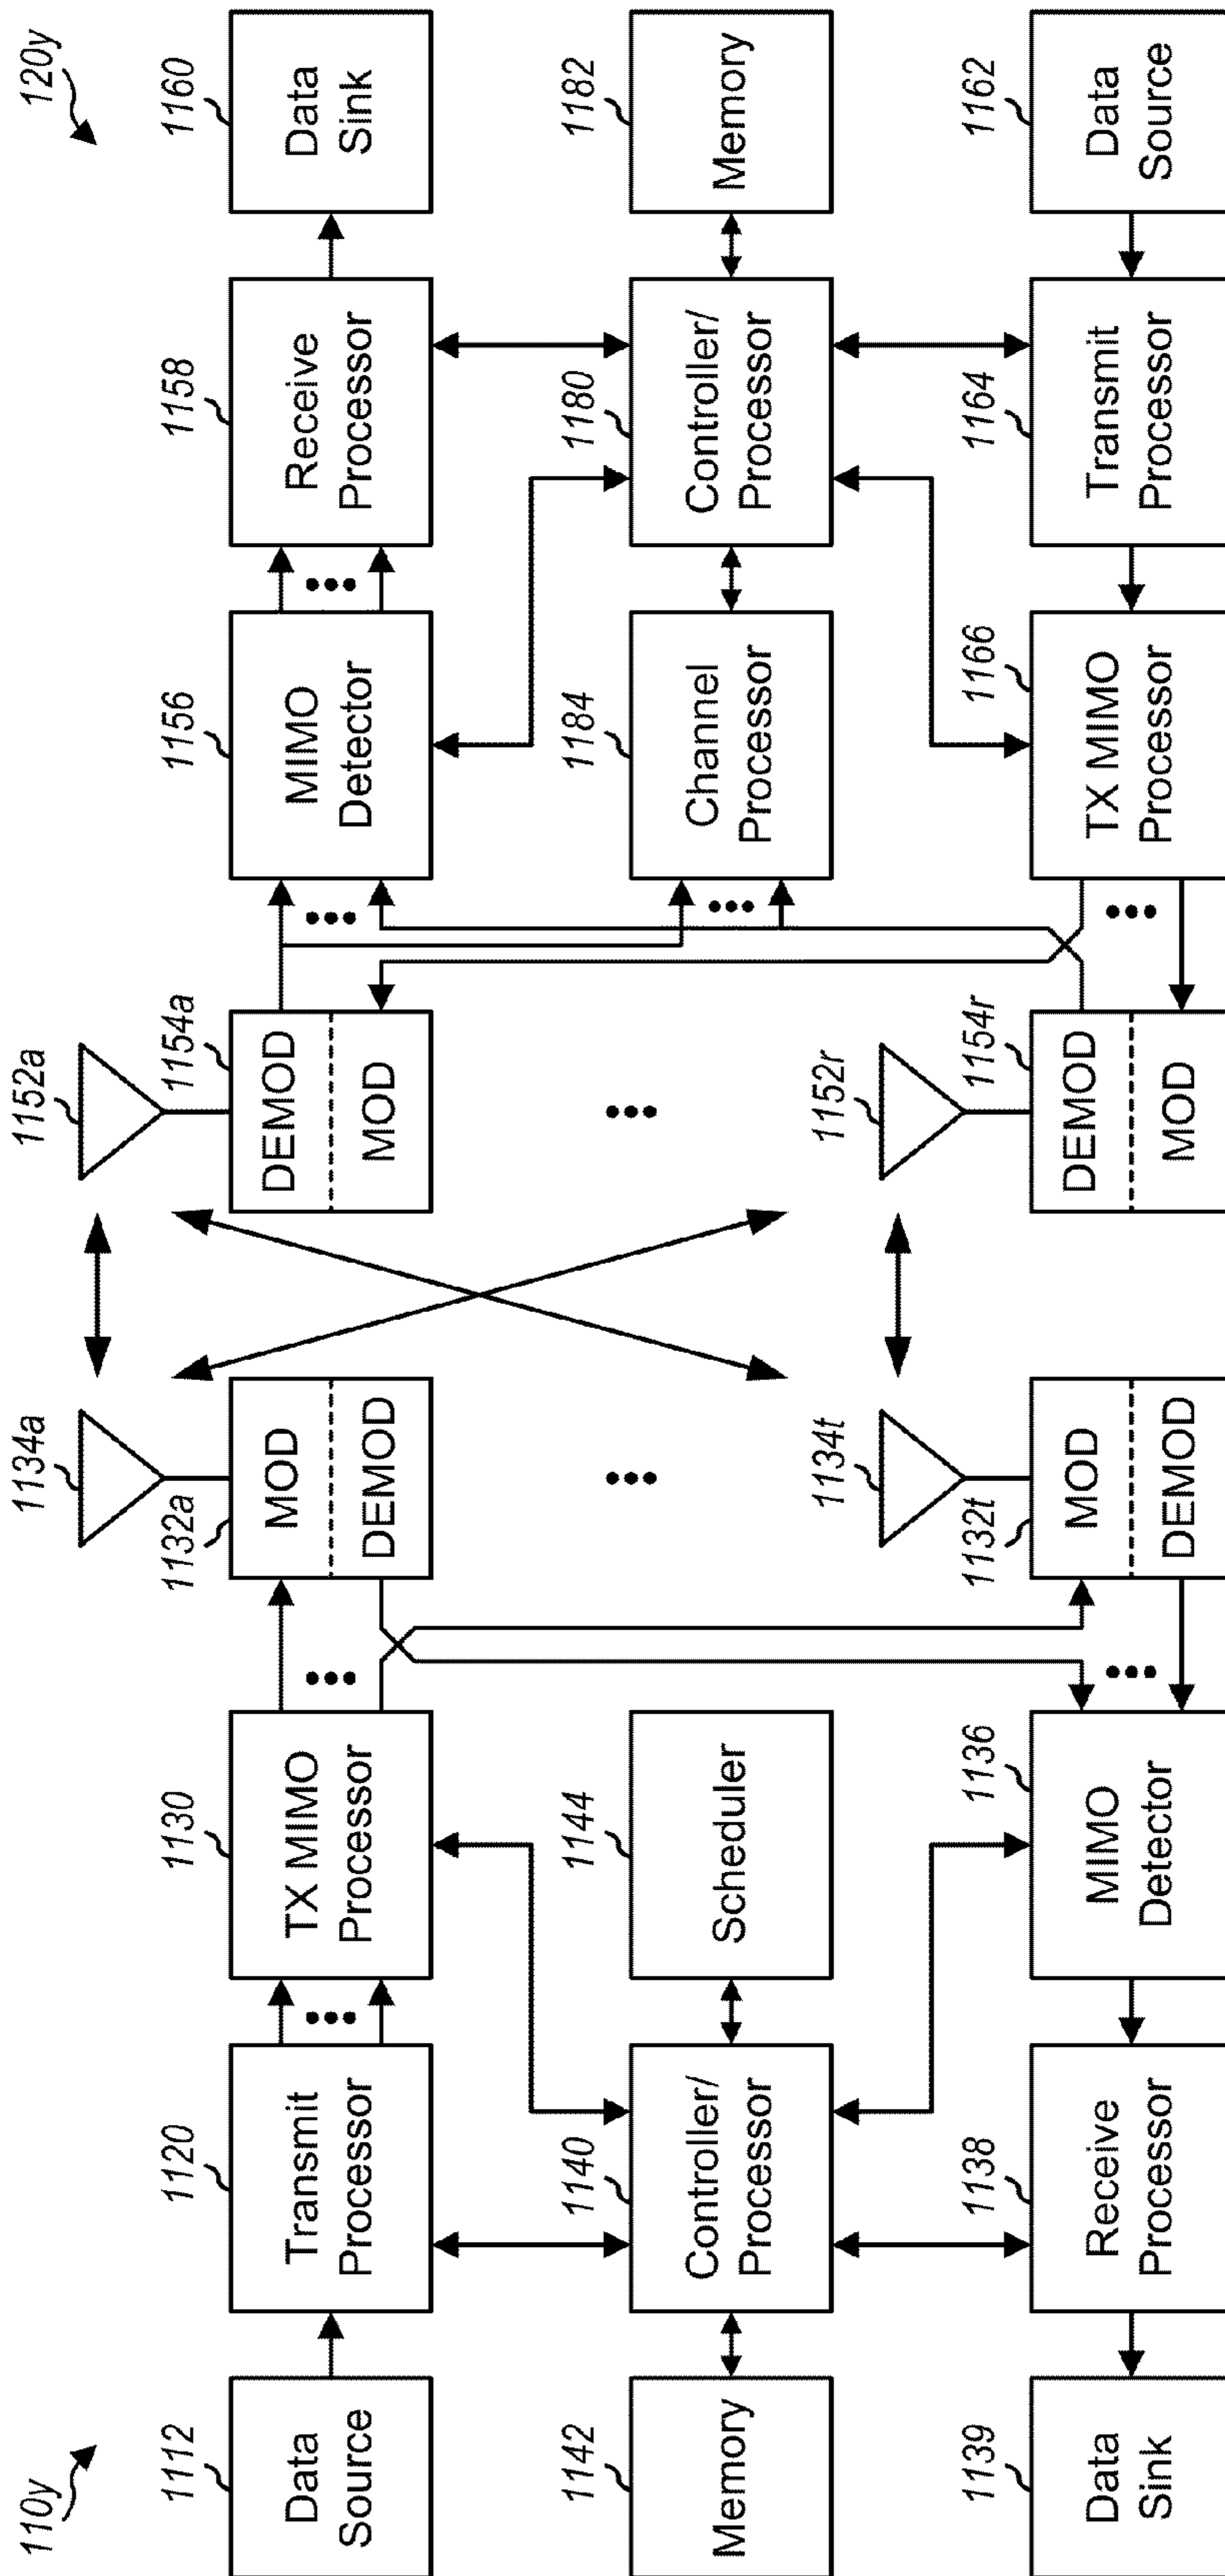 110y
120y
1112
Data
Source
1120
Transmit
Processor
1130
TX MIMO
Processor
1132a
MOD
DEMOD
1134a
1152a
1154a
DEMOD
MOD
1156
MIMO
Detector
1158
Receive
Processor
1160
Data
Sink
1142
Memory
1140
Controller/
Processor
1144
Scheduler
1184
Channel
Processor
1180
Controller/
Processor
1182
Memory
1139
Data
Sink
1138
Receive
Processor
1136
MIMO
Detector
1132t
MOD
DEMOD
1134t
1152r
1154r
DEMOD
MOD
1166
TX MIMO
Processor
1164
Transmit
Processor
1162
Data
Source